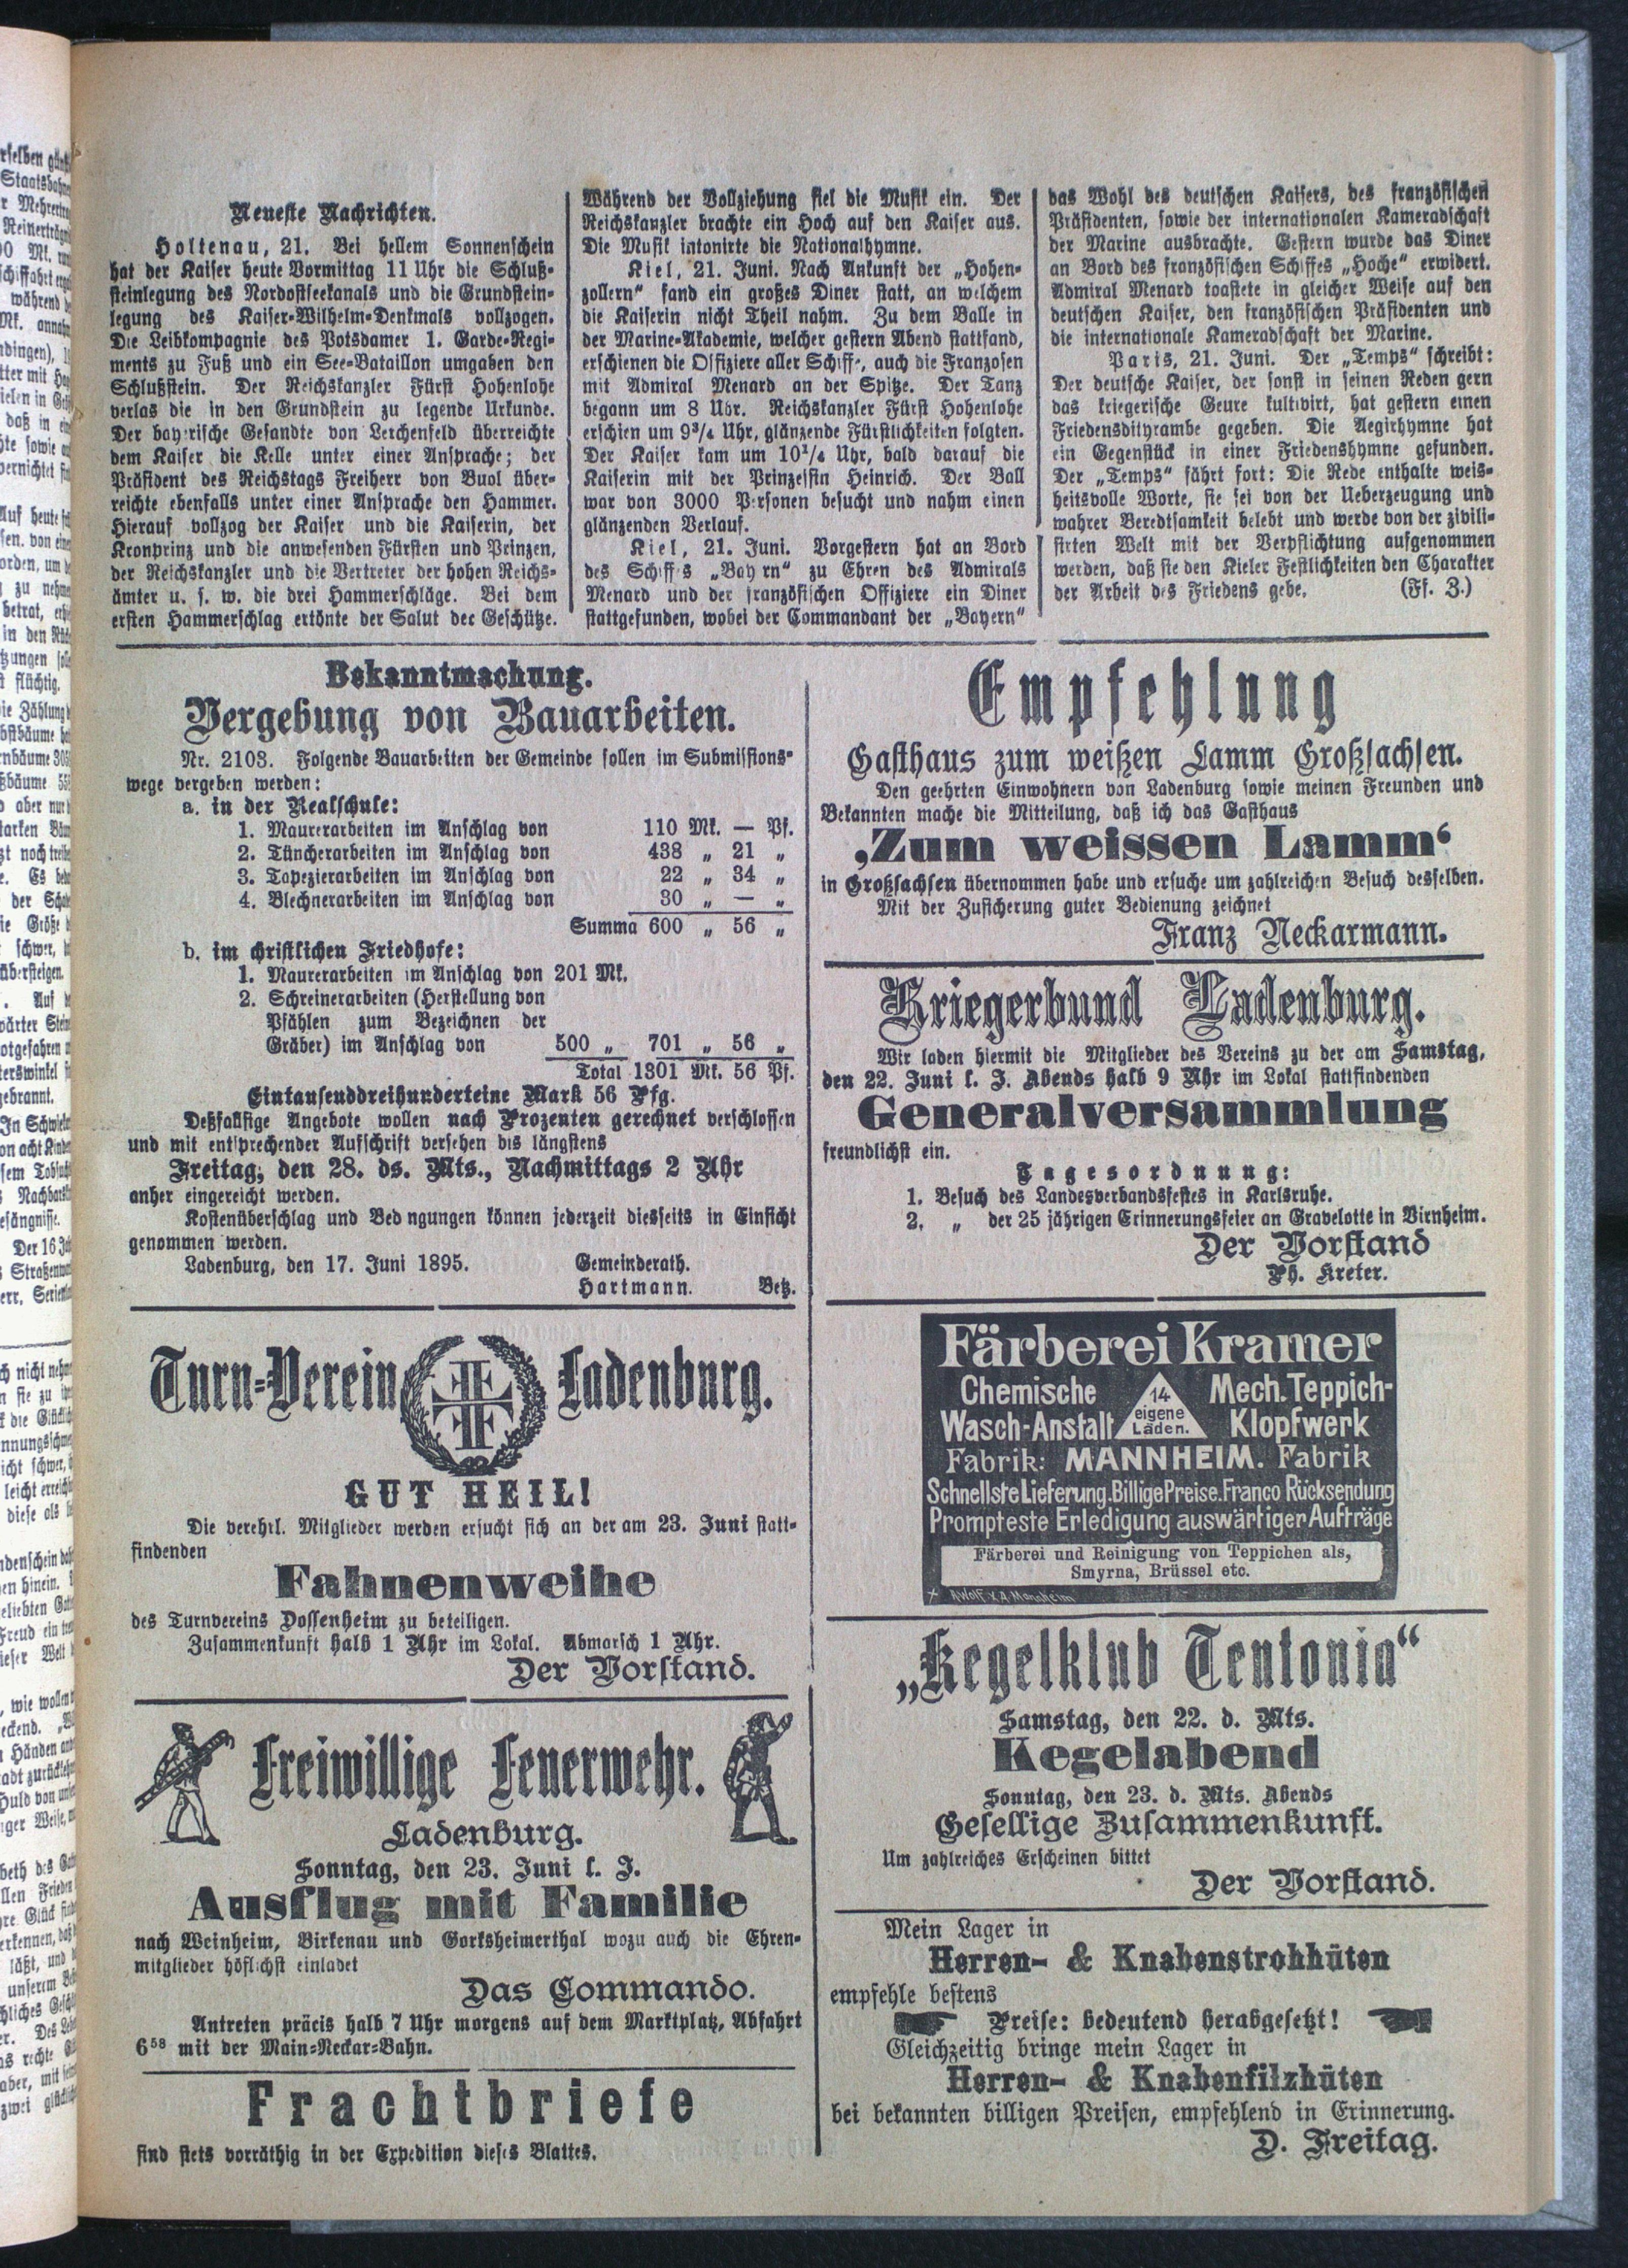 Neueste Nachrichten.
Holtenau, 21. Bei hellem Sonnenschein
hat der Kaiser heute Vormittag 11 Uhr die Schluß-
steinlegung des Nordostseekanals und die Grundstein-
legung des Kaiser-Wilhelm-Denkmals vollzogen.
Die Leibkompagnie des Potsdamer 1. Garde-Regi-
ments zu Fuß und ein See-Bataillon umgaben den
Schlußstein. Der Reichskanzler Fürst Hohenlohe
verlas die in den Grundstein zu legende Urkunde.
Der bayrische Gesandte von Lerchenfeld überreichte
dem Kaiser die Kelle unter einer Ansprache; der
Präsident des Reichstags Freiherr von Buol über-
reichte ebenfalls unter einer Ansprache den Hammer.
Hierauf vollzog der Kaiser und die Kaiserin, der
Kronprinz und die anwesenden Fürsten und Prinzen,
der Reichskanzler und die Vertreter der hohen Reichs-
ämter u. s. w. die drei Hammerschläge. Bei dem
ersten Hammerschlag ertönte der Salut der Geschütze.
Während der Vollziehung fiel die Musik ein. Der
Reichskanzler brachte ein Hoch auf den Kaiser aus.
Die Musik intonirte die Nationalhymne.
Kiel, 21. Juni. Nach Ankunft der „Hohen-
zollern“ fand ein großes Diner statt, an welchem
die Kaiserin nicht Theil nahm. Zu dem Balle in
der Marine-Akademie, welcher gestern Abend stattfand,
erschienen die Offiziere aller Schiffe, auch die Franzosen
mit Admiral Menard an der Spitze. Der Tanz
begann um 8 Uhr. Reichskanzler Fürst Hohenlohe
erschien um 9³/₄ Uhr, glänzende Fürstlichkeiten folgten.
Der Kaiser kam um 10¹/₄ Uhr, bald darauf die
Kaiserin mit der Prinzessin Heinrich. Der Ball
war von 3000 Personen besucht und nahm einen
glänzenden Verlauf.
Kiel, 21. Juni. Vorgestern hat an Bord
des Schiffes „Bayern“ zu Ehren des Admirals
Menard und der französischen Offiziere ein Diner
stattgefunden, wobei der Commandant der „Bayern“
das Wohl des deutschen Kaisers, des französischen
Präsidenten, sowie der internationalen Kameradschaft
der Marine ausbrachte. Gestern wurde das Diner
an Bord des französischen Schiffes „Hoche“ erwidert.
Admiral Menard toastete in gleicher Weise auf den
deutschen Kaiser, den französischen Präsidenten und
die internationale Kameradschaft der Marine.
Paris, 21. Juni. Der „Temps“ schreibt:
Der deutsche Kaiser, der sonst in seinen Reden gern
das kriegerische Geure kultivirt, hat gestern einen
Friedensdithyrambe gegeben. Die Aegirhymne hat
ein Gegenstück in einer Friedenshymne gefunden.
Der „Temps“ fährt fort: Die Rede enthalte weis-
heitsvolle Worte, sie sei von der Ueberzeugung und
wahrer Beredtsamkeit belebt und werde von der zivili-
sirten Welt mit der Verpflichtung aufgenommen
werden, daß sie den Kieler Festlichkeiten den Charakter
der Arbeit des Friedens gebe. (Ff. Z.)
Bekanntmachung.
Vergebung von Bauarbeiten.
Nr. 2103. Folgende Bauarbeiten der Gemeinde sollen im Submissions-
wege vergeben werden:
a. in der Realschule:
1. Maurerarbeiten im Anschlag von 110 Mk. — Pf.
2. Tüncherarbeiten im Anschlag von 438 „ 21 „
3. Tapezierarbeiten im Anschlag von 22 „ 34 „
4. Blechnerarbeiten im Anschlag von 30 „ — „
Summa 600 „ 56 „
b. im christlichen Friedhofe:
1. Maurerarbeiten im Anschlag von 201 Mk.
2. Schreinerarbeiten (Herstellung von
Pfählen zum Bezeichnen der
Gräber) im Anschlag von 500 „ 701 „ 56 „
Total 1301 Mk. 56 Pf.
Eintausenddreihunderteine Mark 56 Pfg.
Deßfallsige Angebote wollen nach Prozenten gerechnet verschlossen
und mit entsprechender Aufschrift versehen bis längstens
Freitag, den 28. ds. Mts., Nachmittags 2 Uhr
anher eingereicht werden.
Kostenüberschlag und Bedingungen können jederzeit diesseits in Einsicht
genommen werden.
Ladenburg, den 17. Juni 1895. Gemeinderath.
Hartmann. Betz.
Turn-Verein Ladenburg.
GUT HEIL!
Die verehrl. Mitglieder werden ersucht sich an der am 23. Juni statt-
findenden
Fahnenweihe
des Turnvereins Dossenheim zu beteiligen.
Zusammenkunft halb 1 Uhr im Lokal. Abmarsch 1 Uhr.
Der Vorstand.
Freiwillige Feuerwehr.
Ladenburg.
Sonntag, den 23. Juni l. J.
Ausflug mit Familie
nach Weinheim, Birkenau und Gorxheimerthal wozu auch die Ehren-
mitglieder höflichst einladet
Das Commando.
Antreten präcis halb 7 Uhr morgens auf dem Marktplatz, Abfahrt
6⁵⁸ mit der Main-Neckar-Bahn.
Frachtbriefe
sind stets vorräthig in der Expedition dieses Blattes.
Empfehlung
Gasthaus zum weißen Lamm Großsachsen.
Den geehrten Einwohnern von Ladenburg sowie meinen Freunden und
Bekannten mache die Mitteilung, daß ich das Gasthaus
‚Zum weissen Lamm‘
in Großsachsen übernommen habe und ersuche um zahlreichen Besuch desselben.
Mit der Zusicherung guter Bedienung zeichnet
Franz Neckarmann.
Kriegerbund Ladenburg.
Wir laden hiermit die Mitglieder des Vereins zu der am Samstag,
den 22. Juni l. J. Abends halb 9 Uhr im Lokal stattfindenden
Generalversammlung
freundlichst ein.
Tagesordnung:
1. Besuch des Landesverbandsfestes in Karlsruhe.
2. „ der 25 jährigen Erinnerungsfeier an Gravelotte in Virnheim.
Der Vorstand
Ph. Kreter.
Färberei Kramer
Chemische
Wasch-Anstalt
14
eigene
Läden.
Mech. Teppich-
Klopfwerk
Fabrik: MANNHEIM. Fabrik
Schnellste Lieferung. Billige Preise. Franco Rücksendung
Prompteste Erledigung auswärtiger Aufträge
Färberei und Reinigung von Teppichen als,
Smyrna, Brüssel etc.
A Wolf X.A. Mannheim
„Kegelklub Teutonia“
Samstag, den 22. d. Mts.
Kegelabend
Sonntag, den 23. d. Mts. Abends
Gesellige Zusammenkunft.
Um zahlreiches Erscheinen bittet
Der Vorstand.
Mein Lager in
Herren- & Knabenstrohhüten
empfehle bestens
Preise: bedeutend herabgesetzt!
Gleichzeitig bringe mein Lager in
Herren- & Knabenfilzhüten
bei bekannten billigen Preisen, empfehlend in Erinnerung.
D. Freitag.